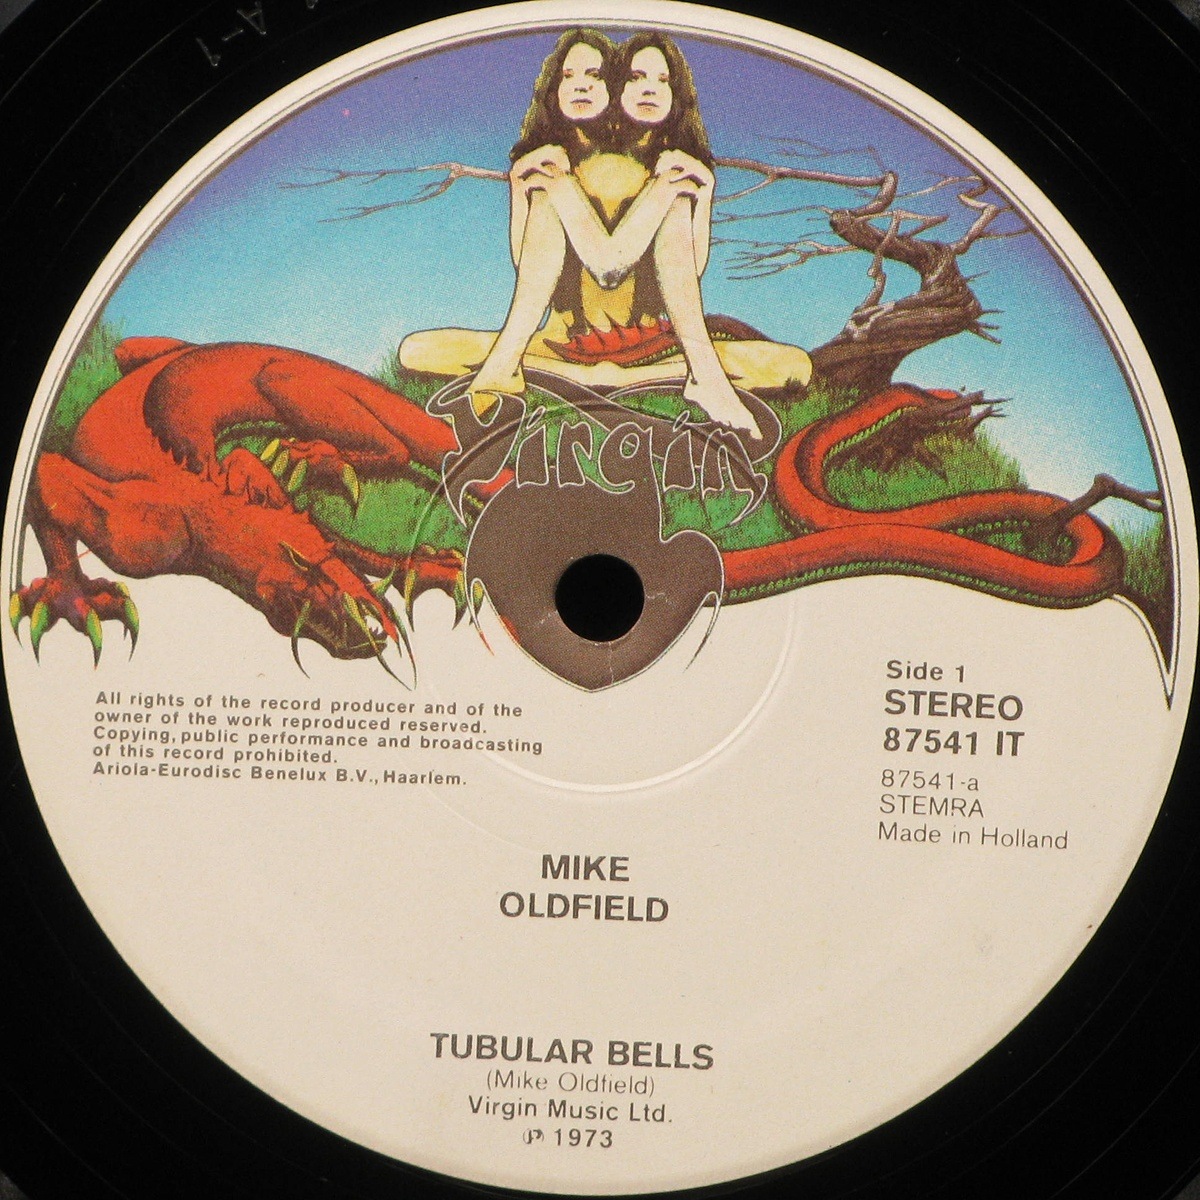 A-1
Virgin
All rights of the record producer and of the
owner of the work reproduced reserved.
Copying, public performance and broadcasting
of this record prohibited.
Ariola-Eurodisc Benelux B.V., Haarlem.
Side 1
STEREO
87541 IT
87541-a
STEMRA
Made in Holland
MIKE
OLDFIELD
TUBULAR BELLS
(Mike Oldfield)
Virgin Music Ltd.
℗ 1973